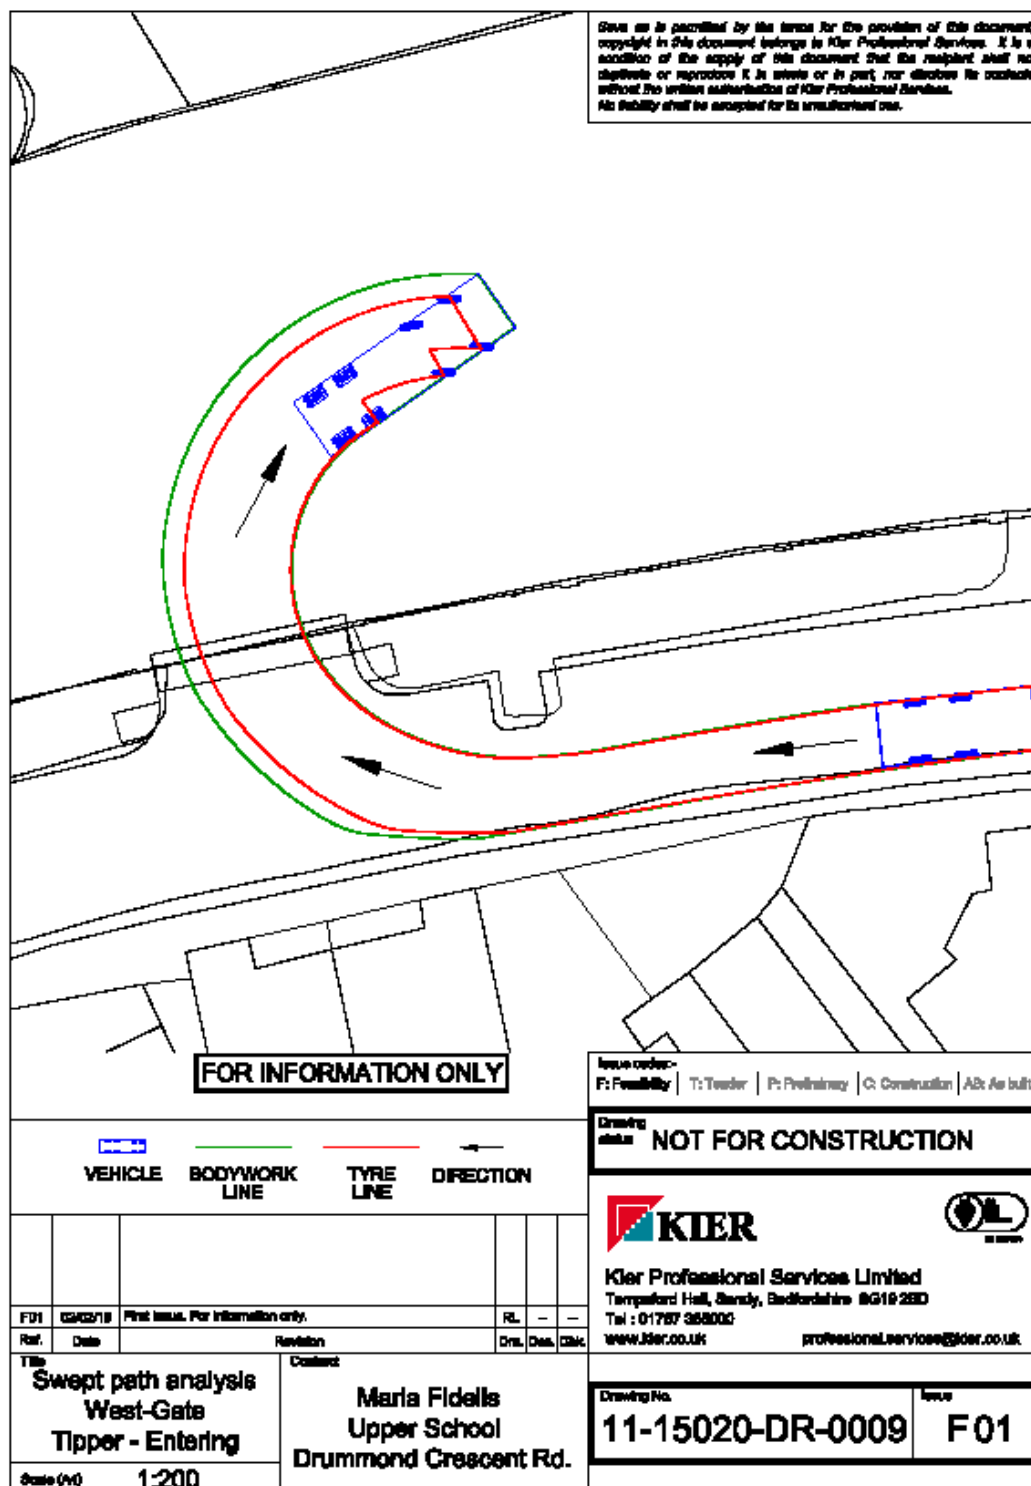 Save as is permitted by the terms for the provision of this document
copyright in this document belongs to Kier Professional Services. It is a
condition of the supply of this document that the recipient shall no
duplicate or reproduce it in whole or in part, nor disclose its contents
without the written authorisation of Kier Professional Services.
No liability shall be accepted for its unauthorised use.
FOR INFORMATION ONLY
Issue codes:-
F: Feasibility T: Tender P: Preliminary C: Construction AB: As built
Drawing status NOT FOR CONSTRUCTION
VEHICLE
BODYWORK LINE
TYRE LINE
DIRECTION
KIER
Kier Professional Services Limited
Tempsford Hall, Sandy, Bedfordshire SG19 2BD
Tel : 01767 355000
www.kier.co.uk professional.services@kier.co.uk
F01 First issue. For information only. RL - -
Ref. Date Revision Drn. Des. Chk.
Title
Swept path analysis
West-Gate
Tipper - Entering
Scale (A4) 1:200
Contract
Maria Fidelis
Upper School
Drummond Crescent Rd.
Drawing No.
11-15020-DR-0009
Issue
F01